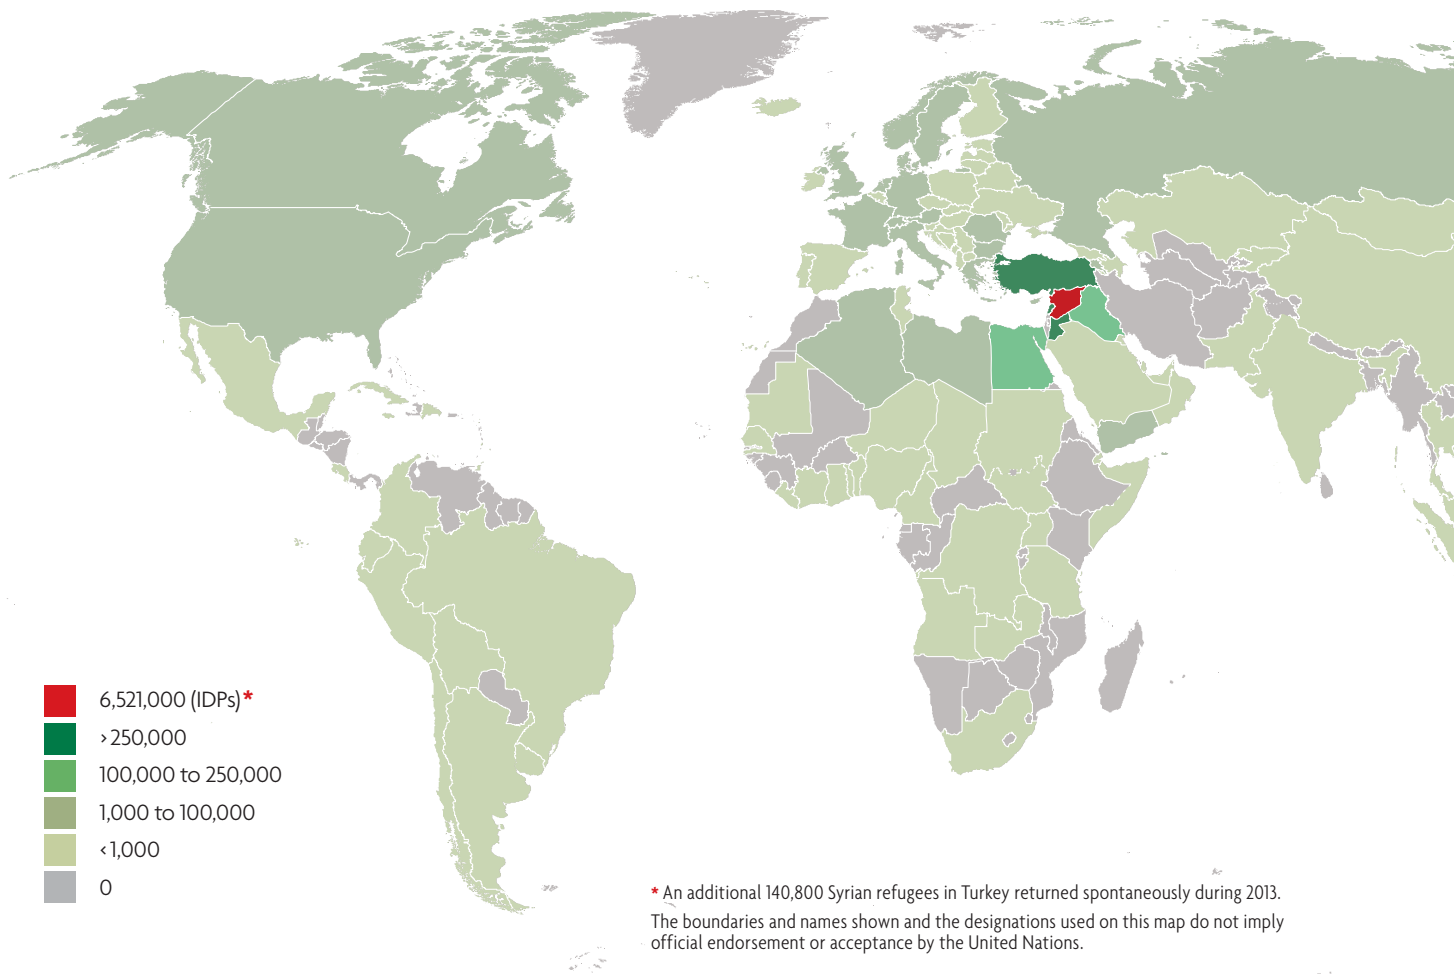 6,521,000 (IDPs)*
>250,000
100,000 to 250,000
1,000 to 100,000
<1,000
0
* An additional 140,800 Syrian refugees in Turkey returned spontaneously during 2013.
The boundaries and names shown and the designations used on this map do not imply
official endorsement or acceptance by the United Nations.